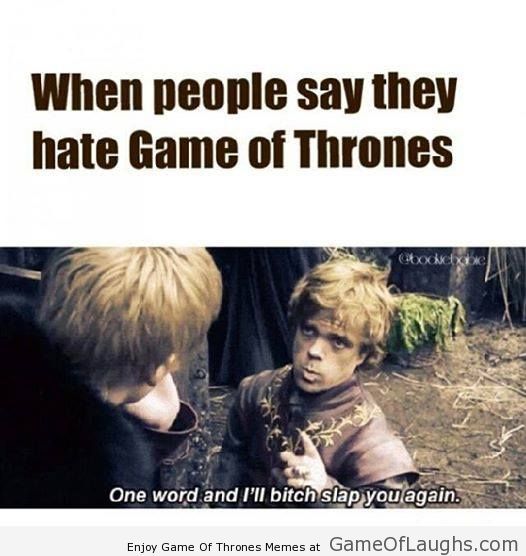 When people say they
hate Game of Thrones
@bookiebabie
One word and I'll bitch slap you again.
Enjoy Game Of Thrones Memes at GameOfLaughs.com